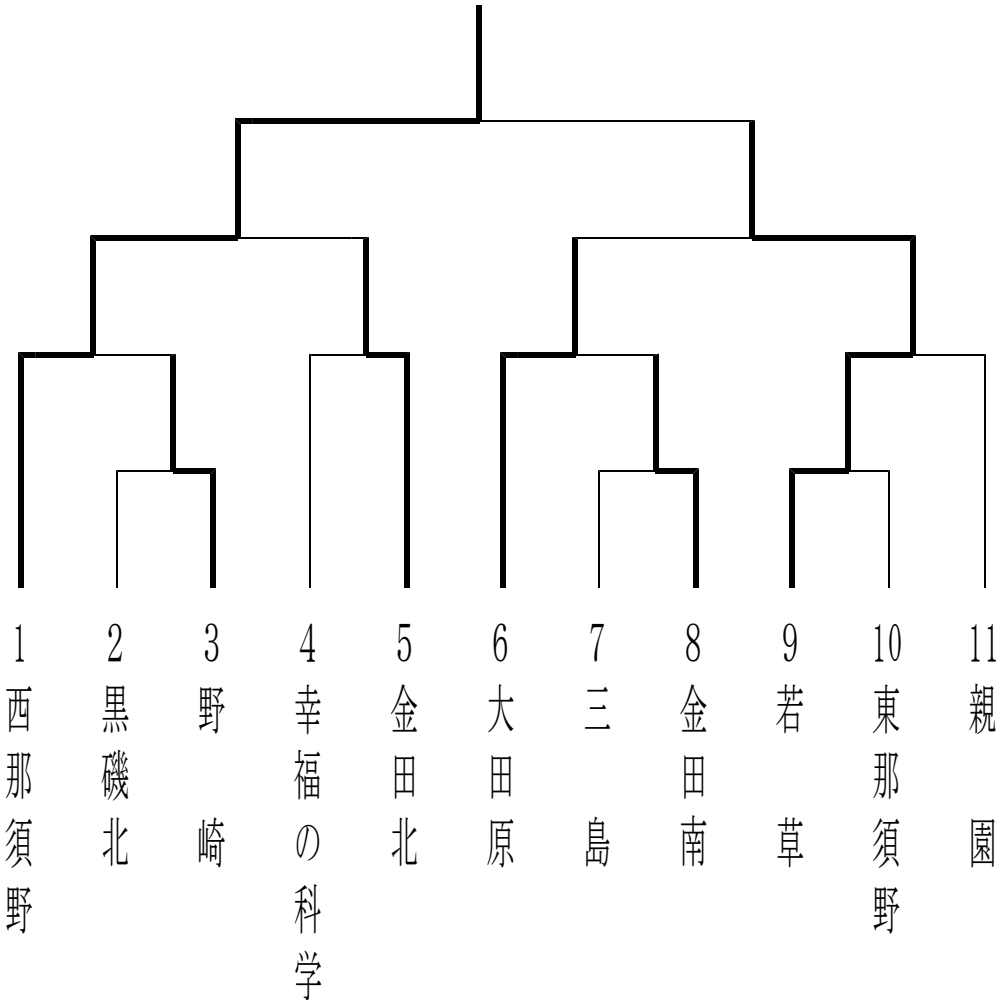 1 西那須野
2 黒磯北
3 野崎
4 幸福の科学
5 金田北
6 大田原
7 三島
8 金田南
9 若草
10 東那須野
11 親園